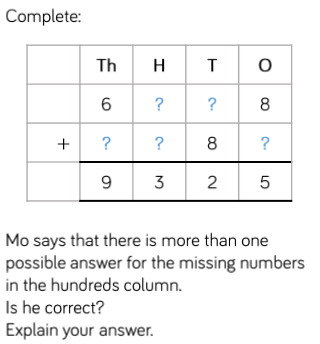 Complete:
Th H T O
6 ? ? 8
+ ? ? 8 ?
9 3 2 5
Mo says that there is more than one
possible answer for the missing numbers
in the hundreds column.
Is he correct?
Explain your answer.